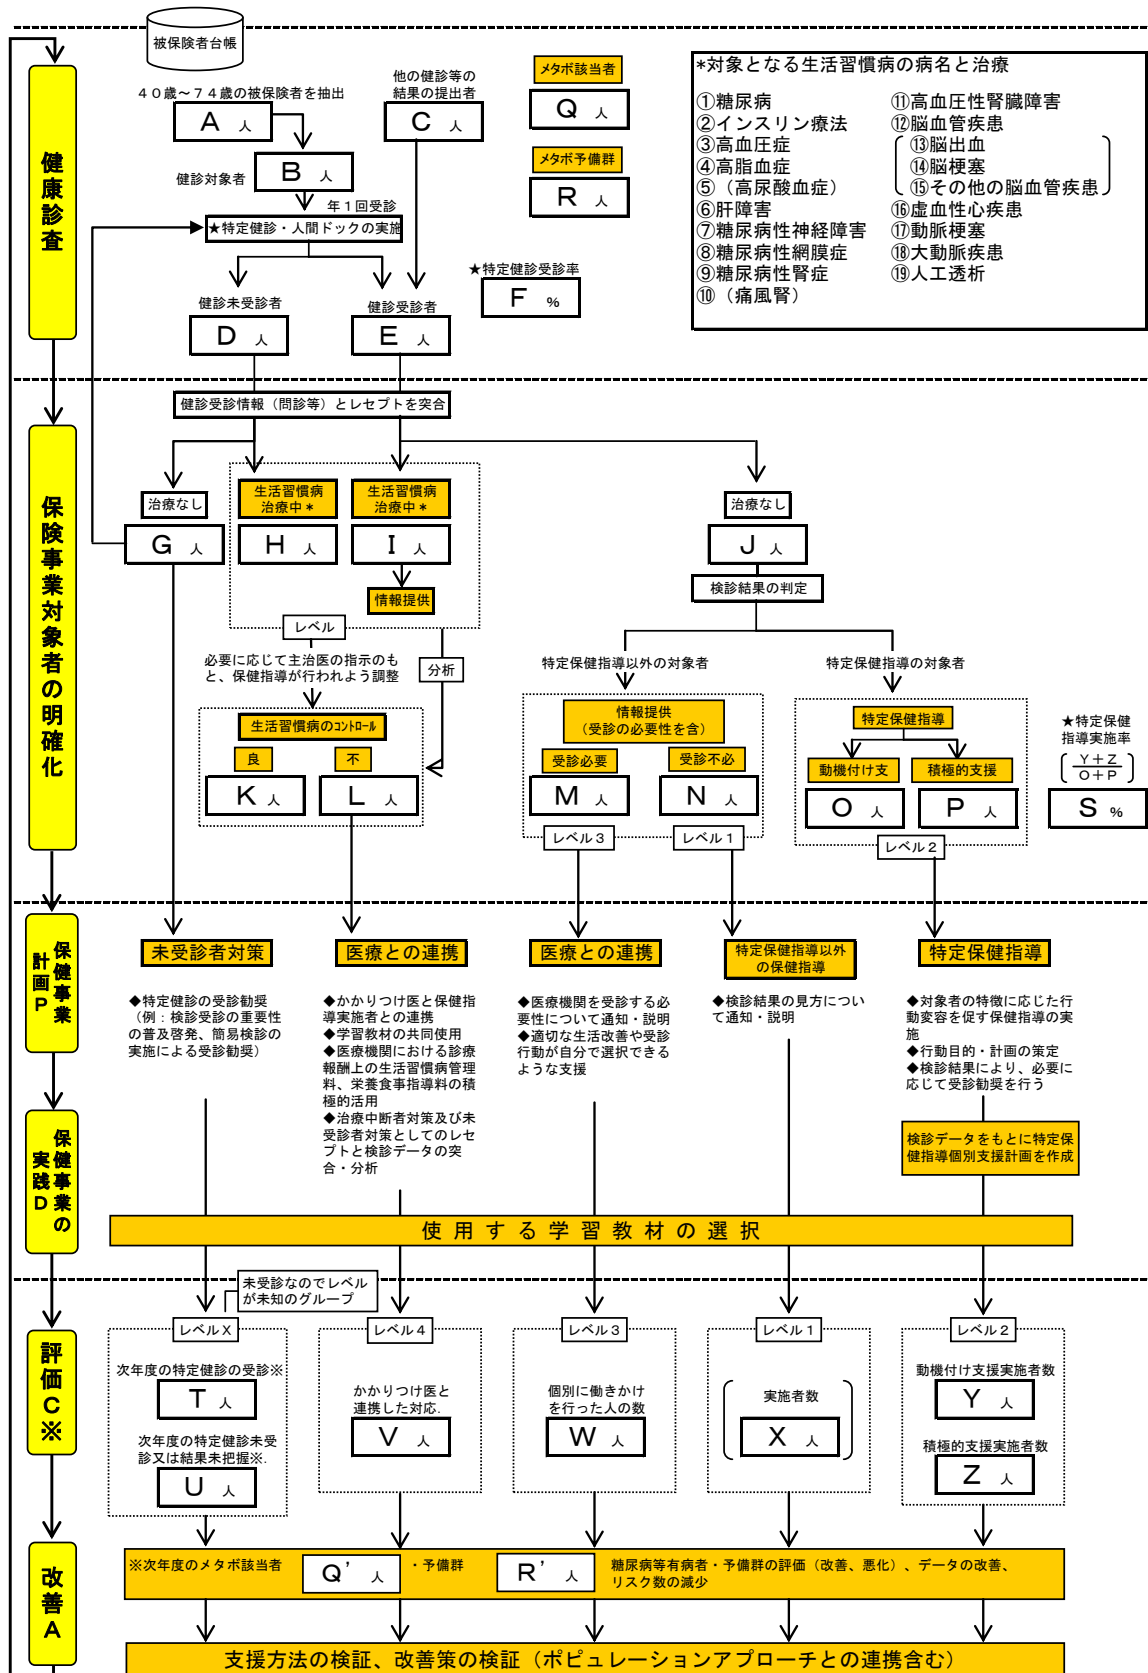 被保険者台帳
４０歳～７４歳の被保険者を抽出
A 人
他の健診等の
結果の提出者
C 人
メタボ該当者
Q 人
メタボ予備群
R 人
*対象となる生活習慣病の病名と治療
①糖尿病
②インスリン療法
③高血圧症
④高脂血症
⑤（高尿酸血症）
⑥肝障害
⑦糖尿病性神経障害
⑧糖尿病性網膜症
⑨糖尿病性腎症
⑩（痛風腎）
⑪高血圧性腎臓障害
⑫脳血管疾患
⑬脳出血
⑭脳梗塞
⑮その他の脳血管疾患
⑯虚血性心疾患
⑰動脈梗塞
⑱大動脈疾患
⑲人工透析
健康診査
健診対象者
B 人
年１回受診
★特定健診・人間ドックの実施
★特定健診受診率
F %
健診未受診者
D 人
健診受診者
E 人
保険事業対象者の明確化
健診受診情報（問診等）とレセプトを突合
治療なし
G 人
生活習慣病
治療中*
H 人
生活習慣病
治療中*
I 人
情報提供
レベル
治療なし
J 人
検診結果の判定
必要に応じて主治医の指示のも
と、保健指導が行われよう調整
分析
生活習慣病のｺﾝﾄﾛｰﾙ
良
K 人
不
L 人
特定保健指導以外の対象者
情報提供
（受診の必要性を含）
受診必要
M 人
受診不必
N 人
レベル３
レベル１
特定保健指導の対象者
特定保健指導
動機付け支
O 人
積極的支援
P 人
レベル２
★特定保健
指導実施率
Y＋Z
O＋P
S %
保健事業
計画P
未受診者対策
◆特定健診の受診勧奨
（例：検診受診の重要性
の普及啓発、簡易検診の
実施による受診勧奨）
医療との連携
◆かかりつけ医と保健指
導実施者との連携
◆学習教材の共同使用
◆医療機関における診療
報酬上の生活習慣病管理
料、栄養食事指導料の積
極的活用
◆治療中断者対策及び未
受診者対策としてのレセ
プトと検診データの突
合・分析
医療との連携
◆医療機関を受診する必
要性について通知・説明
◆適切な生活改善や受診
行動が自分で選択できる
ような支援
特定保健指導以外
の保健指導
◆検診結果の見方につい
て通知・説明
特定保健指導
◆対象者の特徴に応じた行
動変容を促す保健指導の実
施
◆行動目的・計画の策定
◆検診結果により、必要に
応じて受診勧奨を行う
保健事業の
実践D
検診データをもとに特定保
健指導個別支援計画を作成
使用する学習教材の選択
評価C※
未受診なのでレベル
が未知のグループ
レベルX
次年度の特定健診の受診※
T 人
次年度の特定健診未受
診又は結果未把握※.
U 人
レベル４
かかりつけ医と
連携した対応.
V 人
レベル３
個別に働きかけ
を行った人の数
W 人
レベル１
実施者数
X 人
レベル２
動機付け支援実施者数
Y 人
積極的支援実施者数
Z 人
改善A
※次年度のメタボ該当者
Q' 人
・予備群
R' 人
糖尿病等有病者・予備群の評価（改善、悪化）、データの改善、
リスク数の減少
支援方法の検証、改善策の検証（ポピュレーションアプローチとの連携含む）